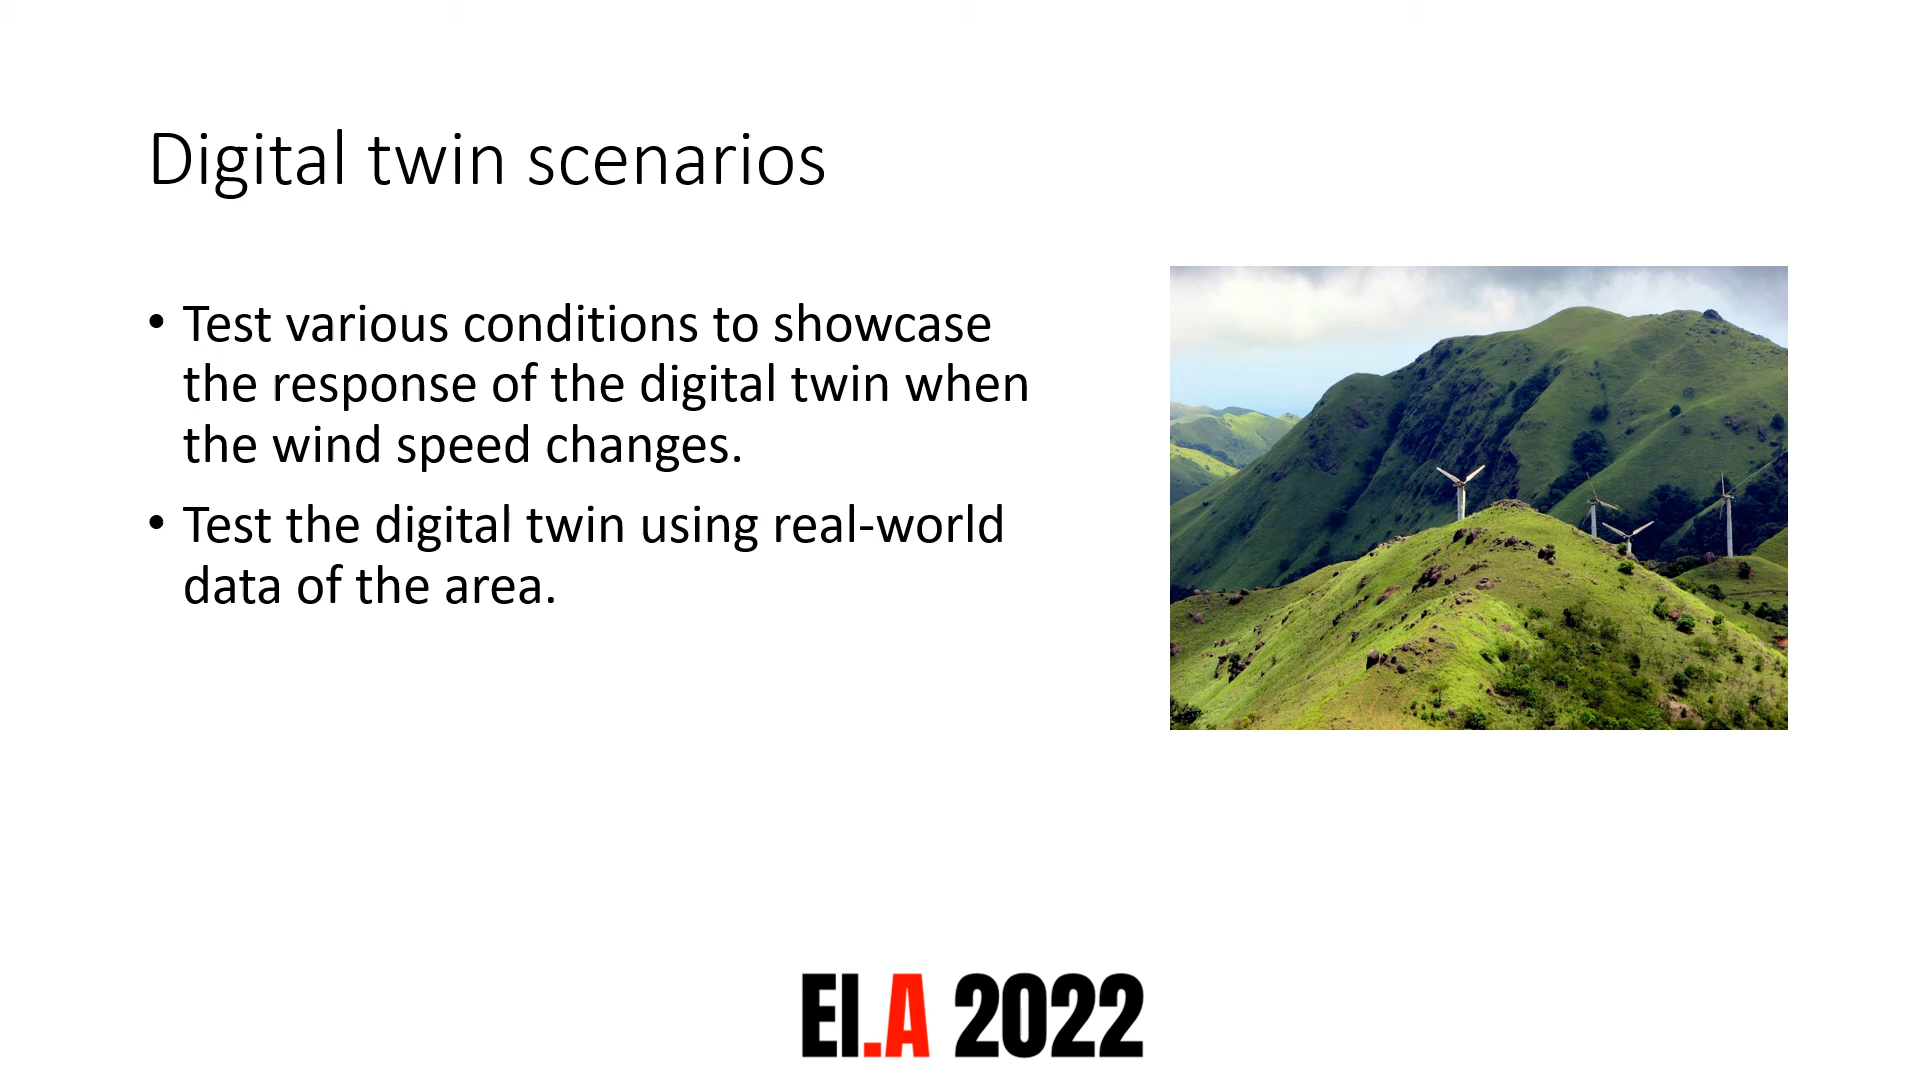 Digital twin scenarios
• Test various conditions to showcase
the response of the digital twin when
the wind speed changes.
• Test the digital twin using real-world
data of the area.
EI.A 2022